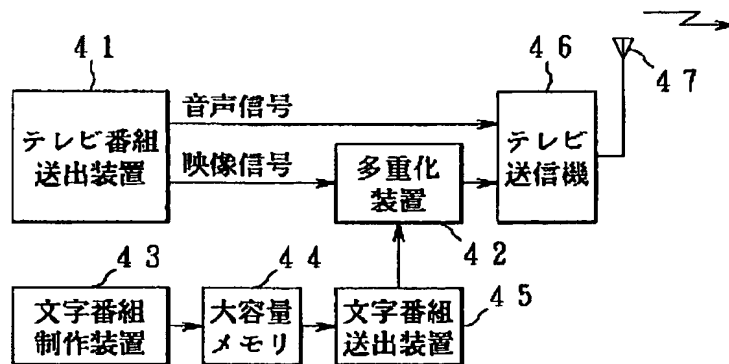 41
46
47
音声信号
テレビ番組
送出装置
映像信号
多重化
装置
テレビ
送信機
43
44
42
45
文字番組
制作装置
大容量
メモリ
文字番組
送出装置